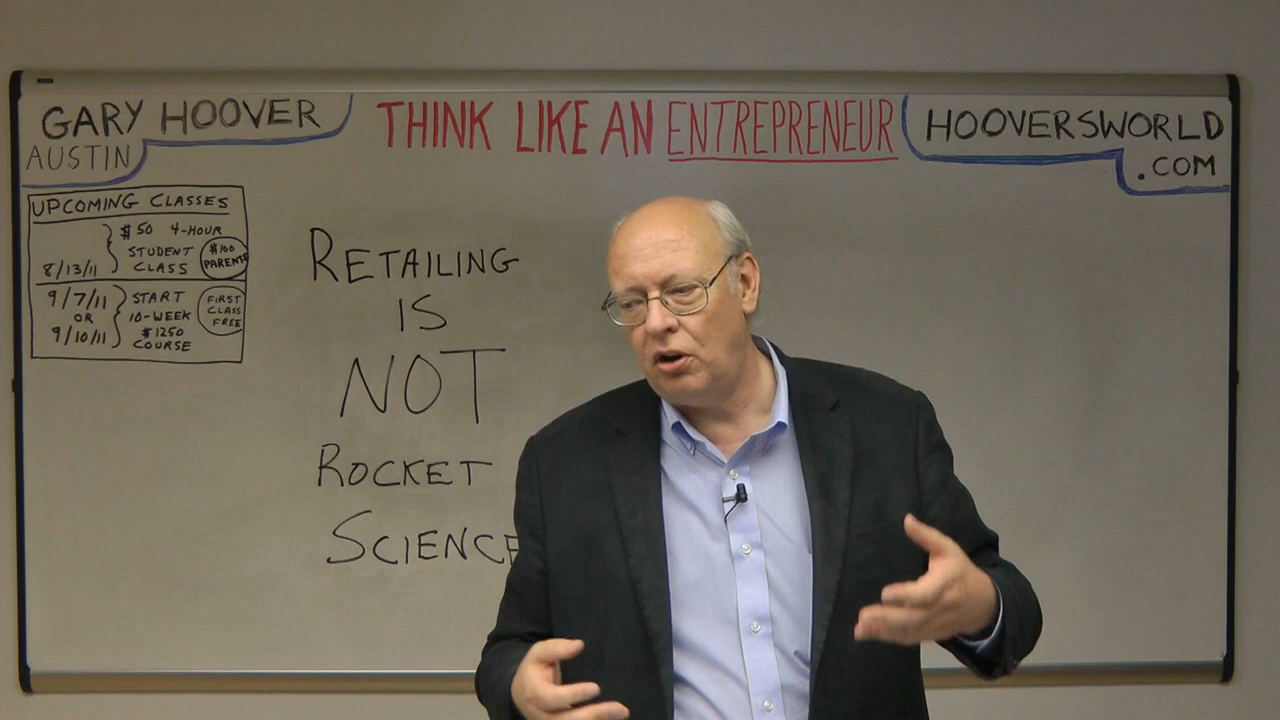 GARY HOOVER
AUSTIN
THINK LIKE AN ENTREPRENEUR
HOOVERSWORLD
.COM
UPCOMING CLASSES
8/13/11
$50 4-HOUR
STUDENT
CLASS
$100
PARENTS
9/7/11
OR
9/10/11
START
10-WEEK
$1250
COURSE
FIRST
CLASS
FREE
RETAILING
IS
NOT
ROCKET
SCIENCE